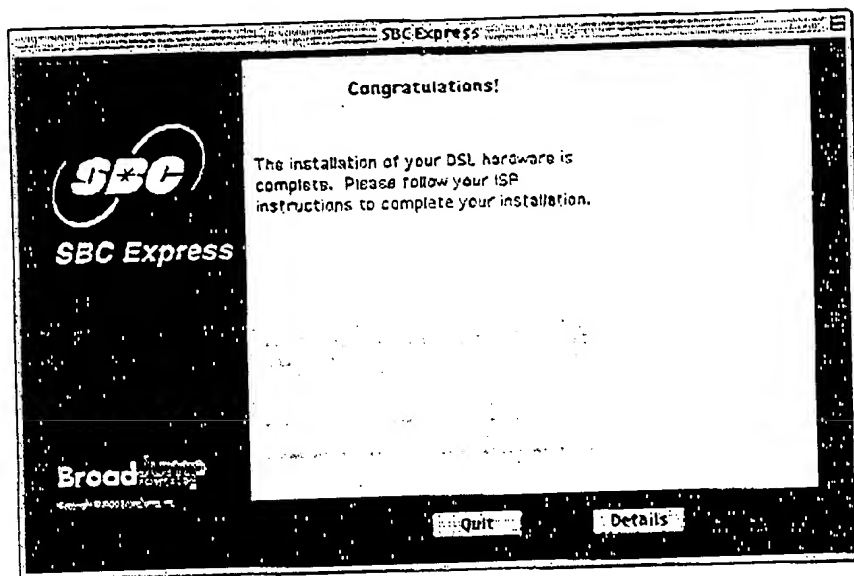 SBC Express
Congratulations!
The installation of your DSL hardware is
complete. Please follow your ISP
instructions to complete your installation.
SBC
SBC Express
Broad
Quit
Details